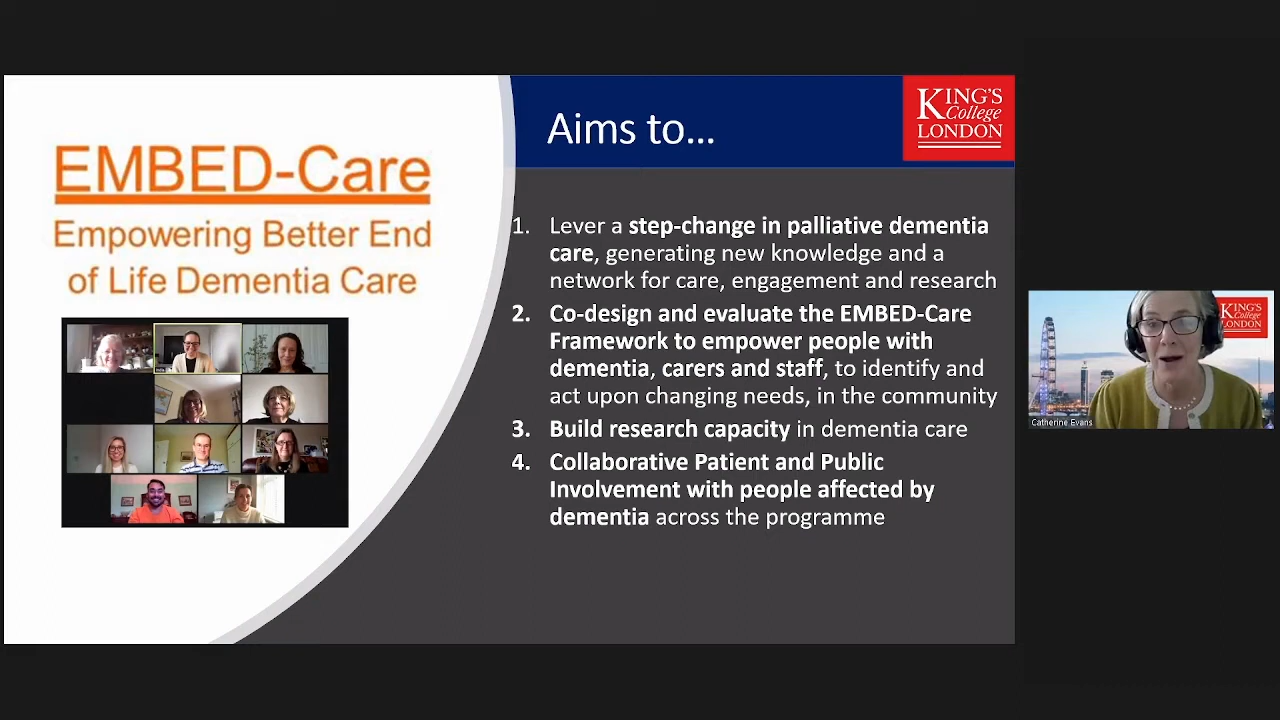 EMBED-Care
Empowering Better End
of Life Dementia Care
Aims to...
KING'S
College
LONDON
1. Lever a step-change in palliative dementia
care, generating new knowledge and a
network for care, engagement and research
2. Co-design and evaluate the EMBED-Care
Framework to empower people with
dementia, carers and staff, to identify and
act upon changing needs, in the community
3. Build research capacity in dementia care
4. Collaborative Patient and Public
Involvement with people affected by
dementia across the programme
KING'S
College
LONDON
Catherine Evans